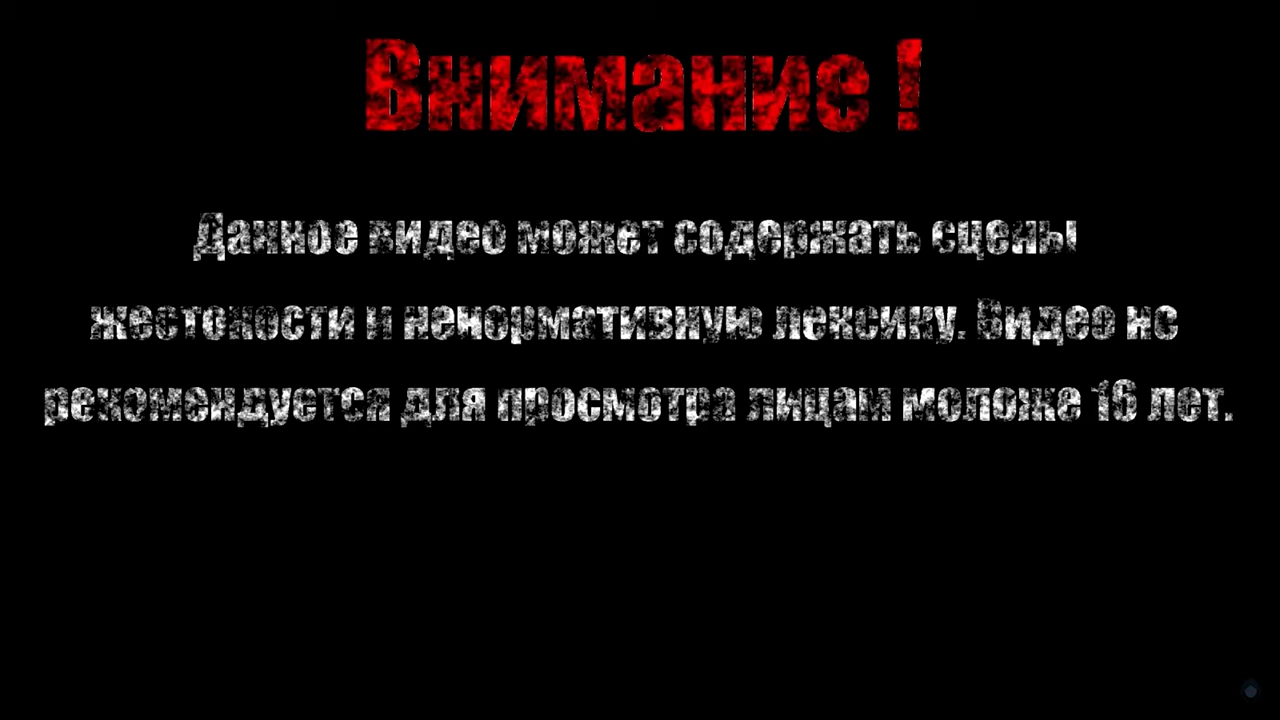 Внимание !
Данное видео может содержать сцены
жестокости и ненормативную лексику. Видео не
рекомендуется для просмотра лицам моложе 16 лет.